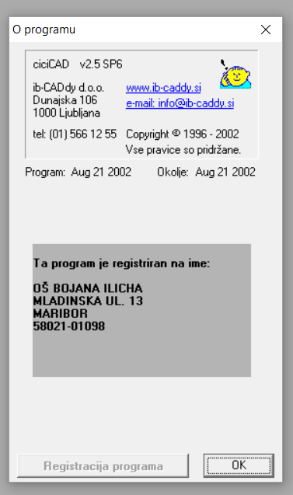 O programu
ciciCAD v2.5 SP6
ib-CADdy d.o.o.
Dunajska 106
1000 Ljubljana
www.ib-caddy.si
e-mail: info@ib-caddy.si
tel: (01) 566 12 55
Copyright © 1996 - 2002
Vse pravice so pridržane.
Program: Aug 21 2002 Okolje: Aug 21 2002
Ta program je registriran na ime:
OŠ BOJANA ILICHA
MLADINSKA UL. 13
MARIBOR
58021-01098
Registracija programa
OK